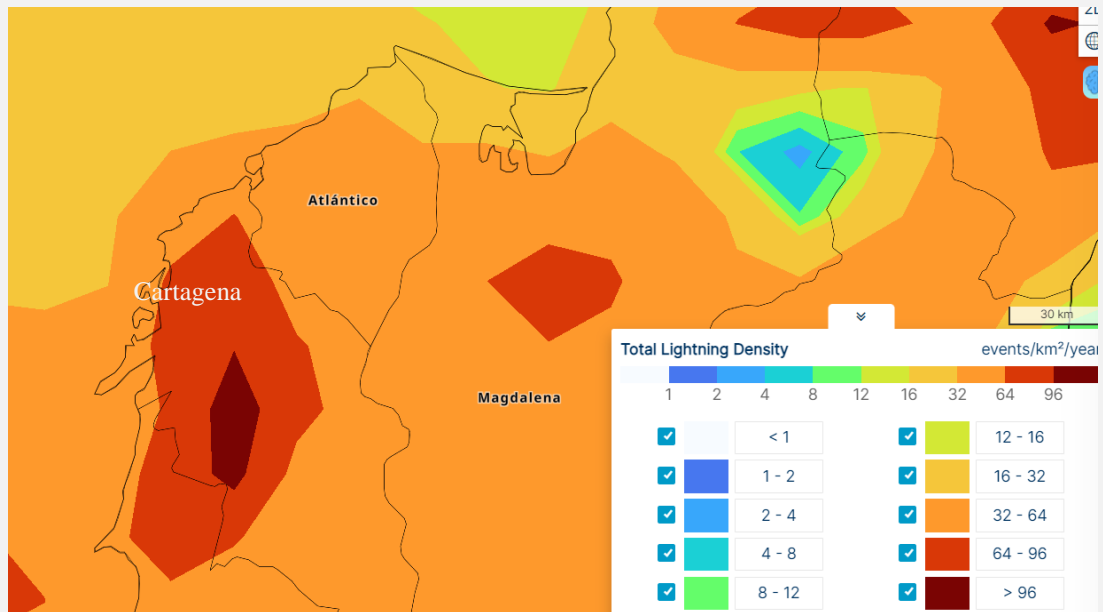 Atlántico
Cartagena
Magdalena
30 km
Total Lightning Density
events/km²/year
1 2 4 8 12 16 32 64 96
< 1
12 - 16
1 - 2
16 - 32
2 - 4
32 - 64
4 - 8
64 - 96
8 - 12
> 96